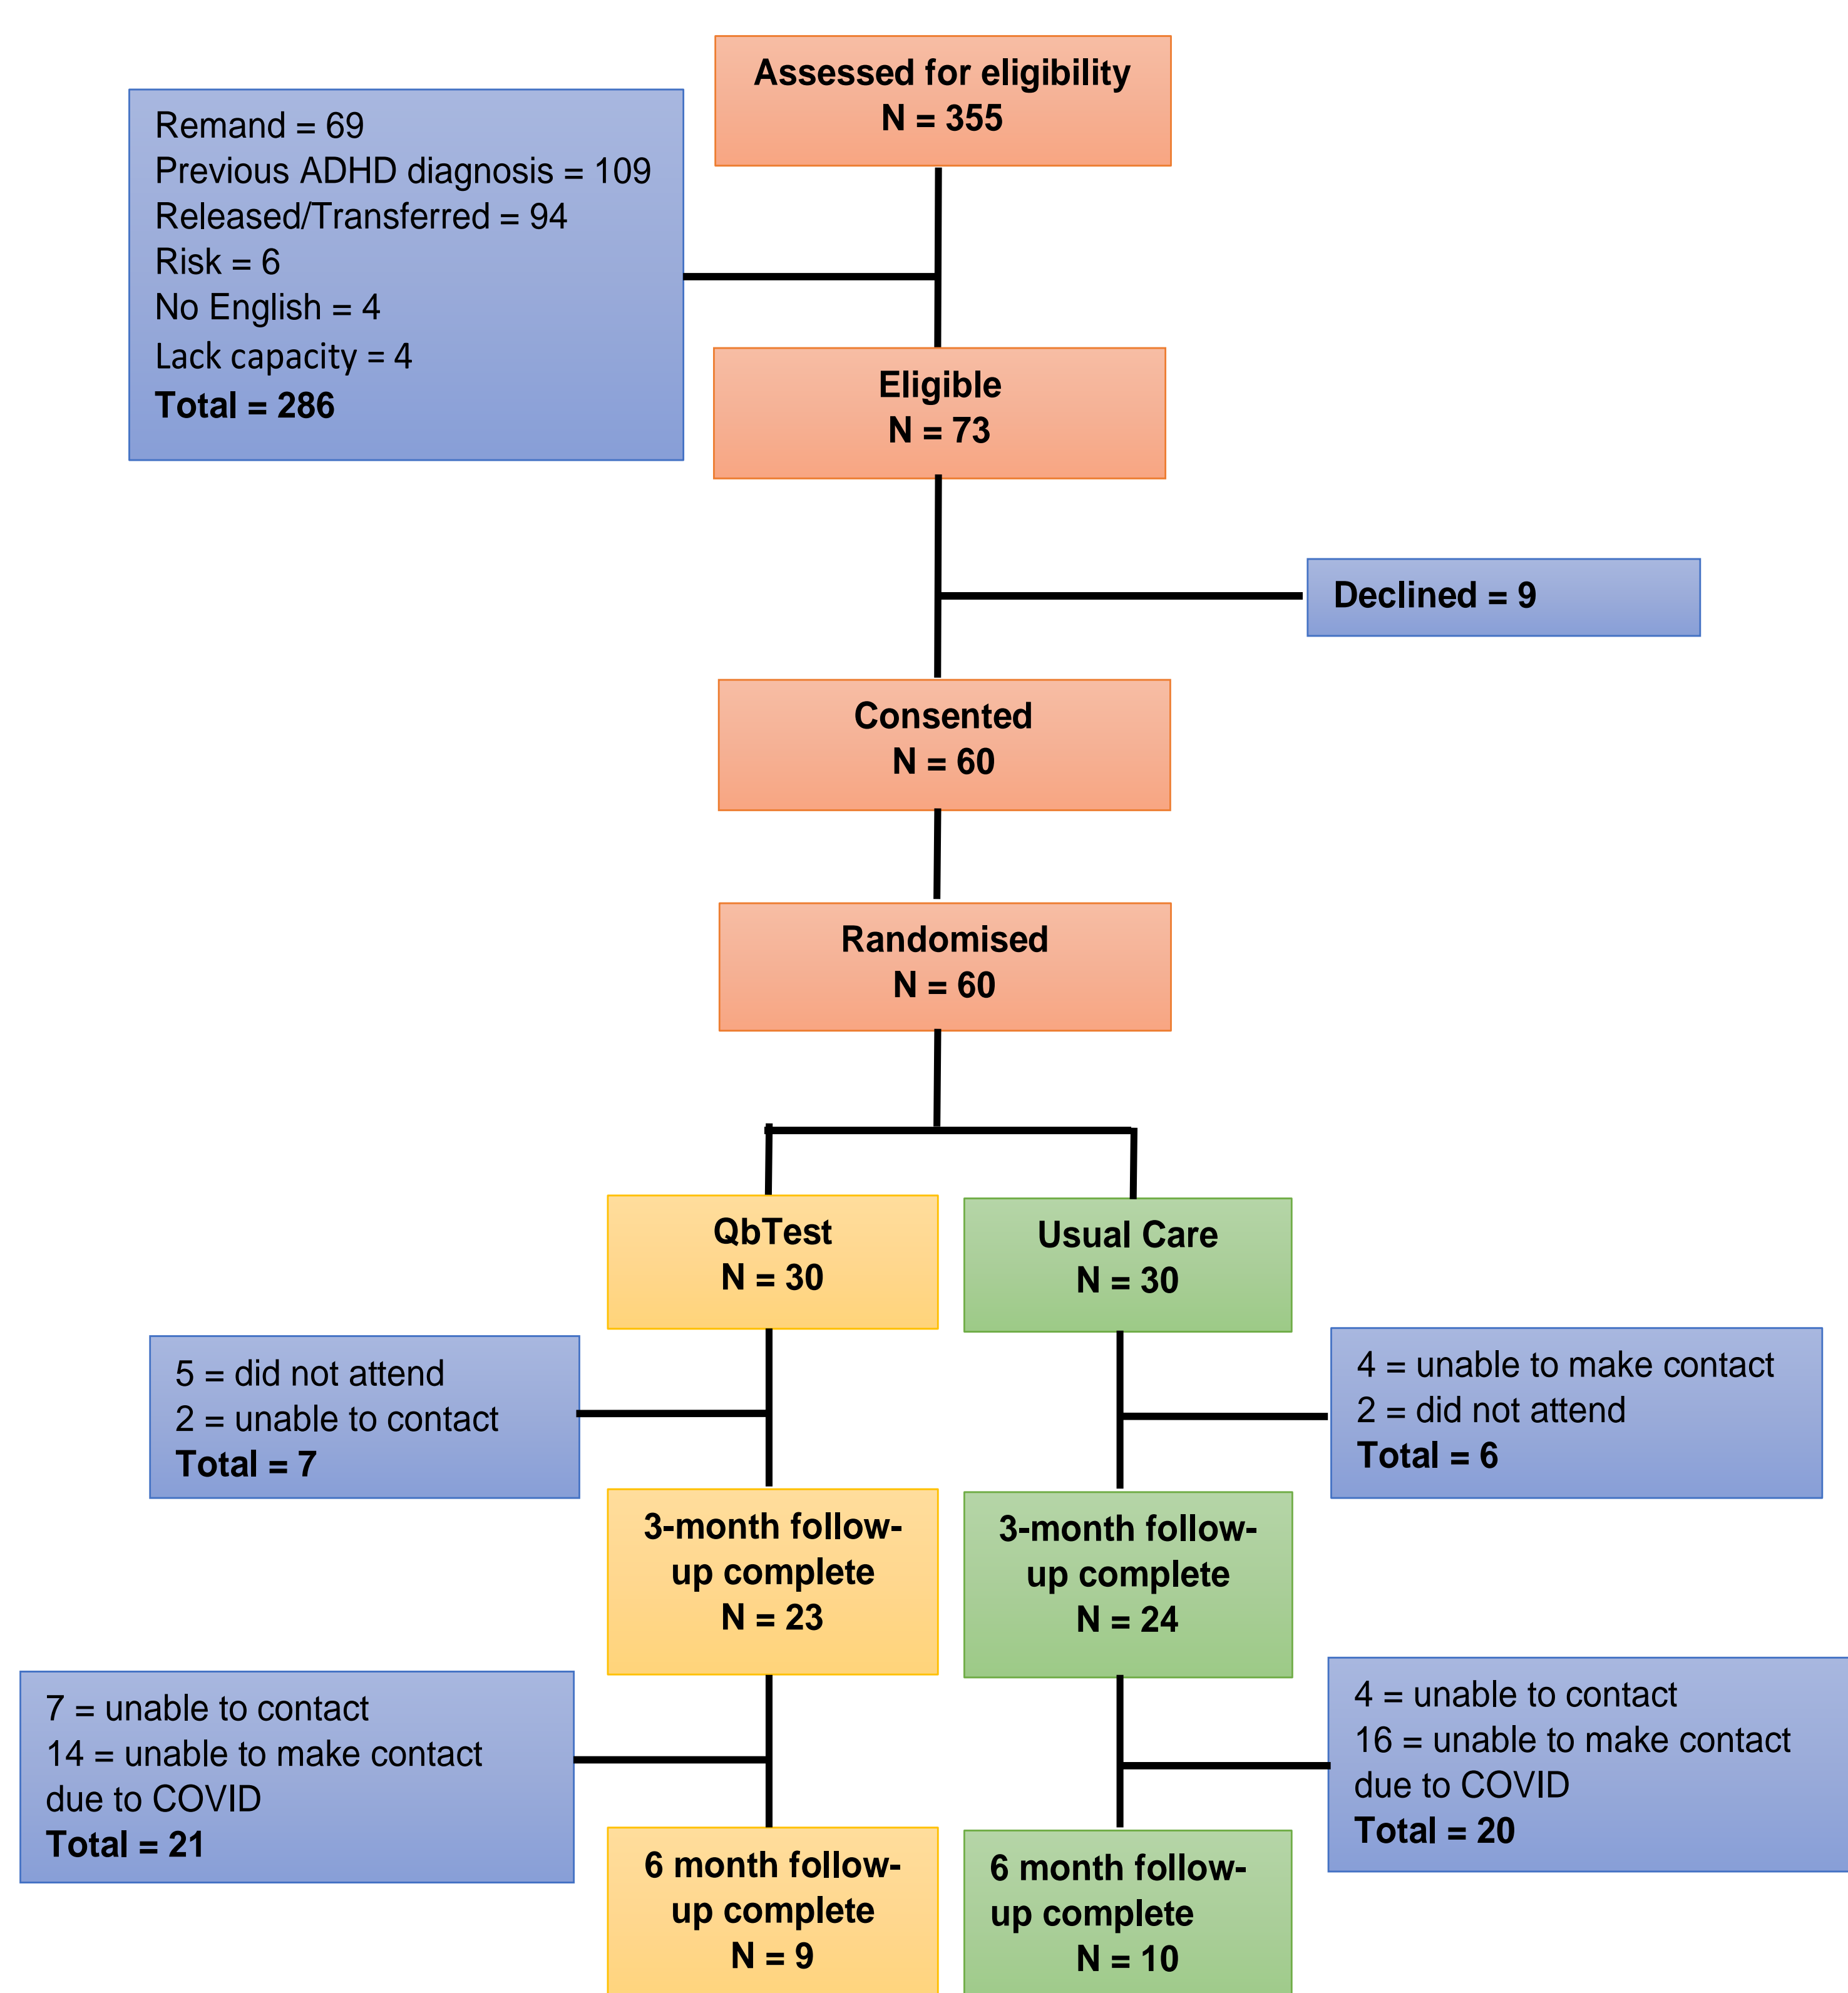 Assessed for eligibility
N = 355
Remand = 69
Previous ADHD diagnosis = 109
Released/Transferred = 94
Risk = 6
No English = 4
Lack capacity = 4
Total = 286
Eligible
N = 73
Declined = 9
Consented
N = 60
Randomised
N = 60
QbTest
N = 30
Usual Care
N = 30
5 = did not attend
2 = unable to contact
Total = 7
4 = unable to make contact
2 = did not attend
Total = 6
3-month follow-
up complete
N = 23
3-month follow-
up complete
N = 24
7 = unable to contact
14 = unable to make contact
due to COVID
Total = 21
4 = unable to contact
16 = unable to make contact
due to COVID
Total = 20
6 month follow-
up complete
N = 9
6 month follow-
up complete
N = 10